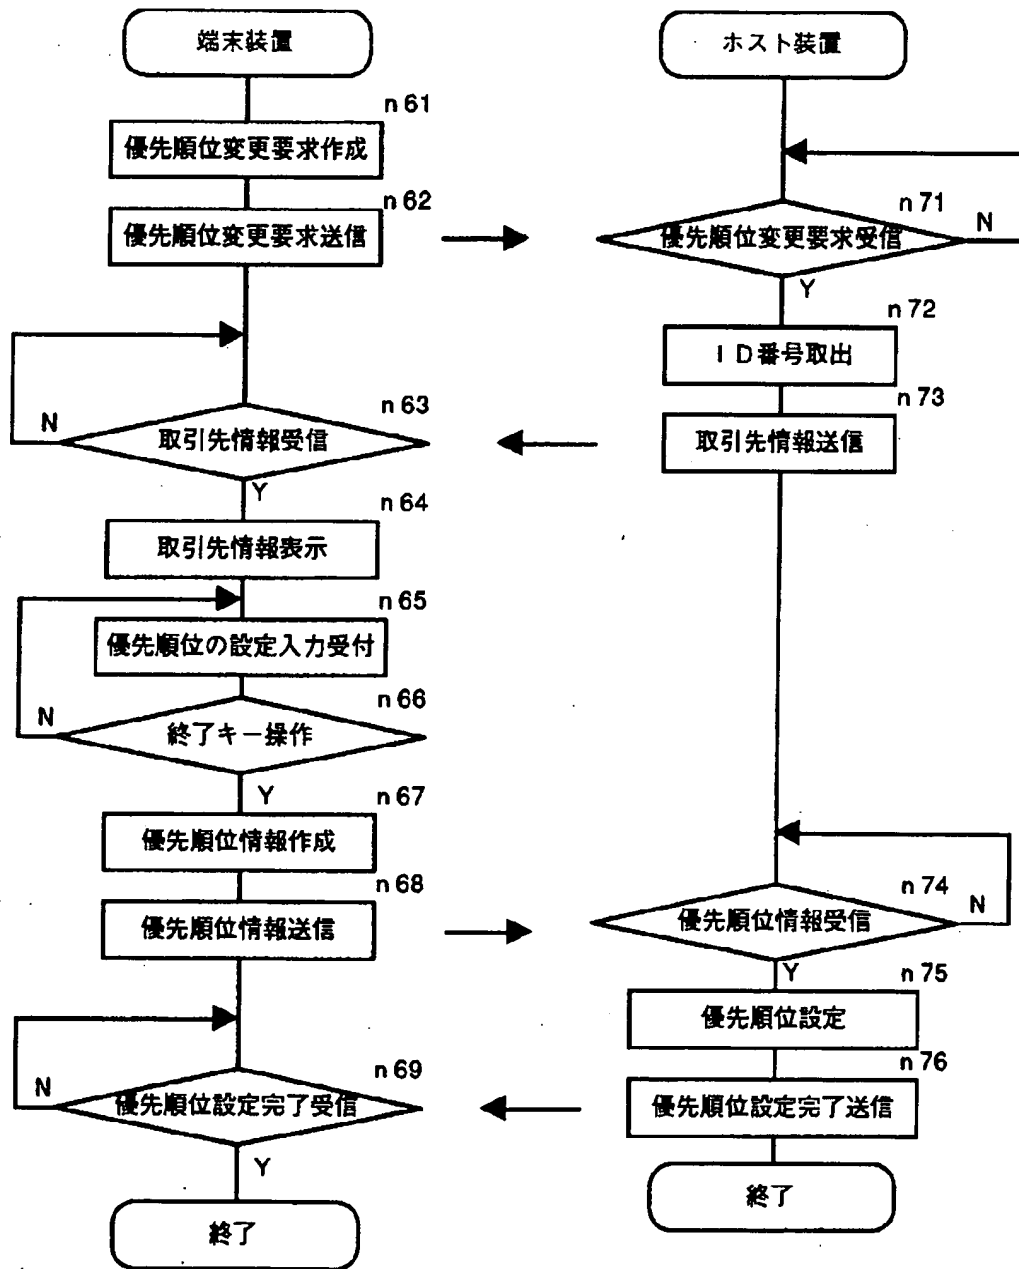 端末装置
n61
優先順位変更要求作成
n62
優先順位変更要求送信
N
n63
取引先情報受信
Y
n64
取引先情報表示
n65
優先順位の設定入力受付
N
n66
終了キー操作
Y
n67
優先順位情報作成
n68
優先順位情報送信
N
n69
優先順位設定完了受信
Y
終了
ホスト装置
n71
優先順位変更要求受信
N
Y
n72
ID番号取出
n73
取引先情報送信
n74
優先順位情報受信
N
Y
n75
優先順位設定
n76
優先順位設定完了送信
終了